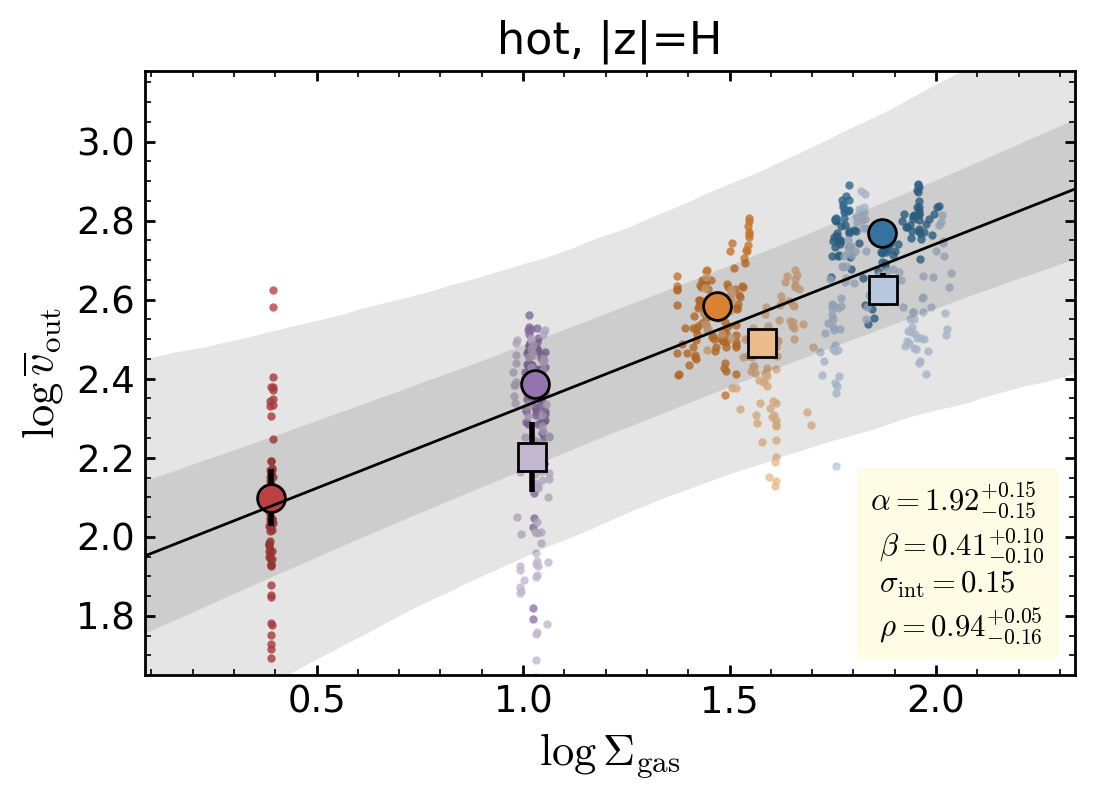 hot, |z|=H
3.0
2.8
2.6
2.4
2.2
2.0
1.8
log v̅_out
α = 1.92^{+0.15}_{−0.15}
β = 0.41^{+0.10}_{−0.10}
σ_int = 0.15
ρ = 0.94^{+0.05}_{−0.16}
0.5 1.0 1.5 2.0
log Σ_gas